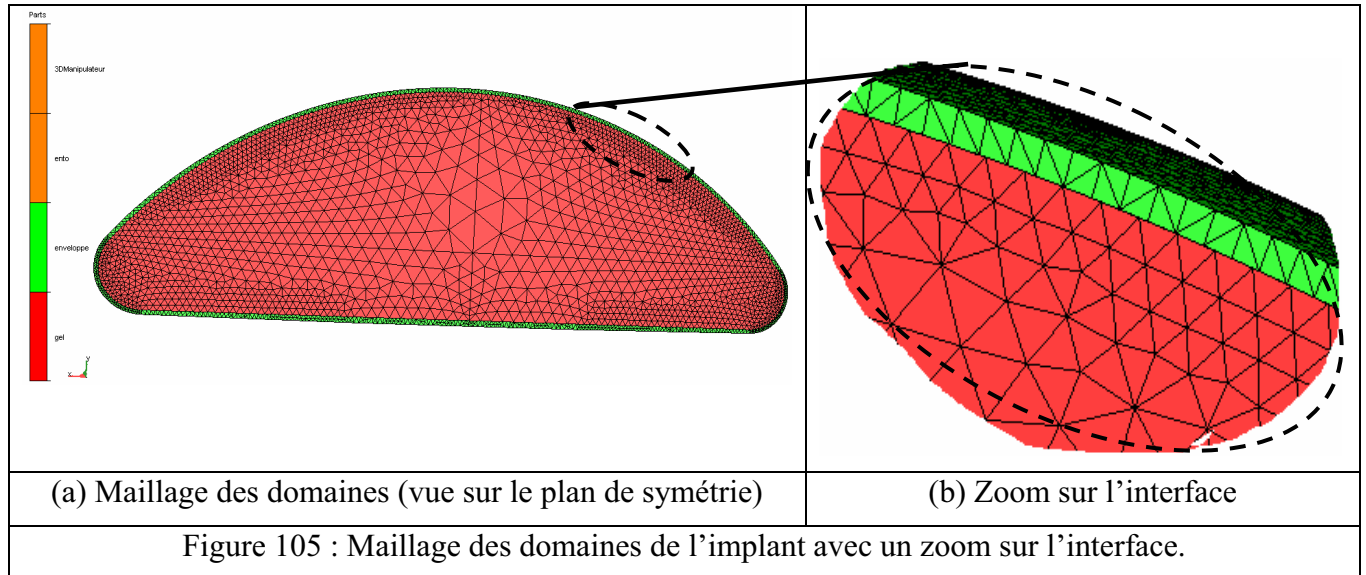 Parts
3DManipulateur
ento
enveloppe
gel
y
x
(a) Maillage des domaines (vue sur le plan de symétrie)
(b) Zoom sur l’interface
Figure 105 : Maillage des domaines de l’implant avec un zoom sur l’interface.